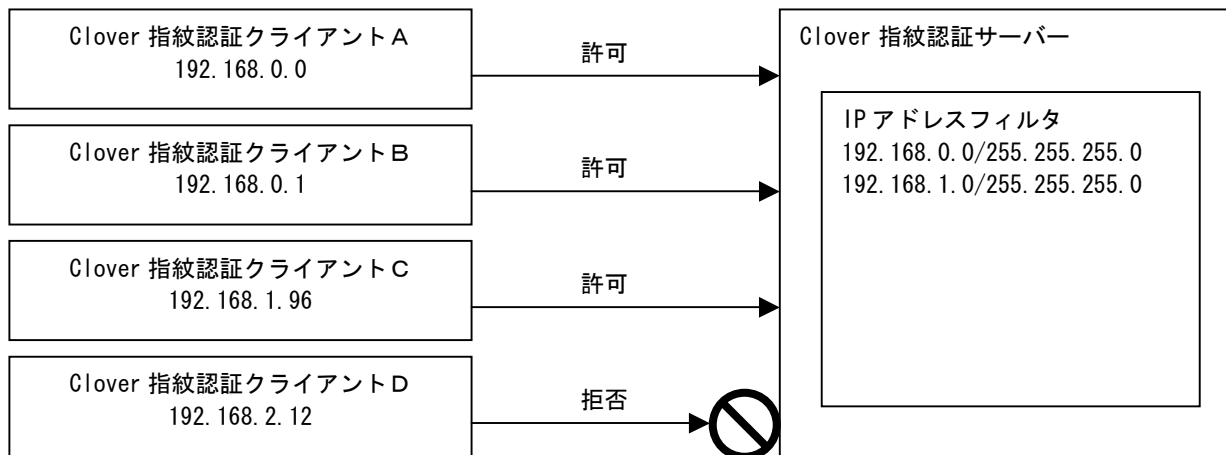 Clover 指紋認証クライアントA
192.168.0.0
許可
Clover 指紋認証クライアントB
192.168.0.1
許可
Clover 指紋認証クライアントC
192.168.1.96
許可
Clover 指紋認証クライアントD
192.168.2.12
拒否
Clover 指紋認証サーバー
IPアドレスフィルタ
192.168.0.0/255.255.255.0
192.168.1.0/255.255.255.0